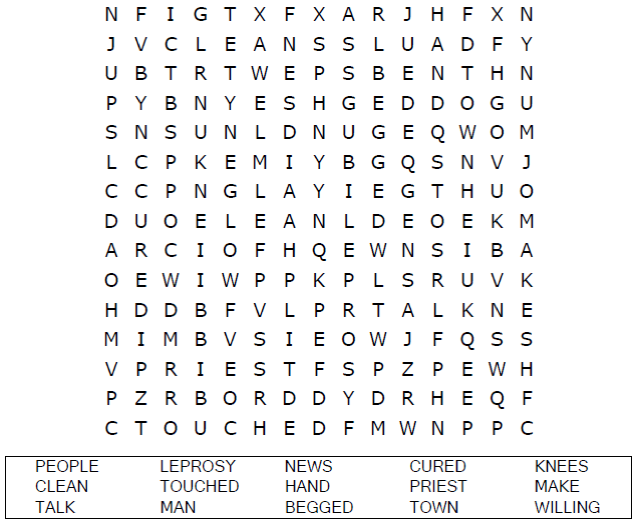 N F I G T X F X A R J H F X N
J V C L E A N S S L U A D F Y
U B T R T W E P S B E N T H N
P Y B N Y E S H G E D D O G U
S N S U N L D N U G E Q W O M
L C P K E M I Y B G Q S N V J
C C P N G L A Y I E G T H U O
D U O E L E A N L D E O E K M
A R C I O F H Q E W N S I B A
O E W I W P P K P L S R U V K
H D D B F V L P R T A L K N E
M I M B V S I E O W J F Q S S
V P R I E S T F S P Z P E W H
P Z R B O R D D Y D R H E Q F
C T O U C H E D F M W N P P C
PEOPLE LEPROSY NEWS CURED KNEES
CLEAN TOUCHED HAND PRIEST MAKE
TALK MAN BEGGED TOWN WILLING